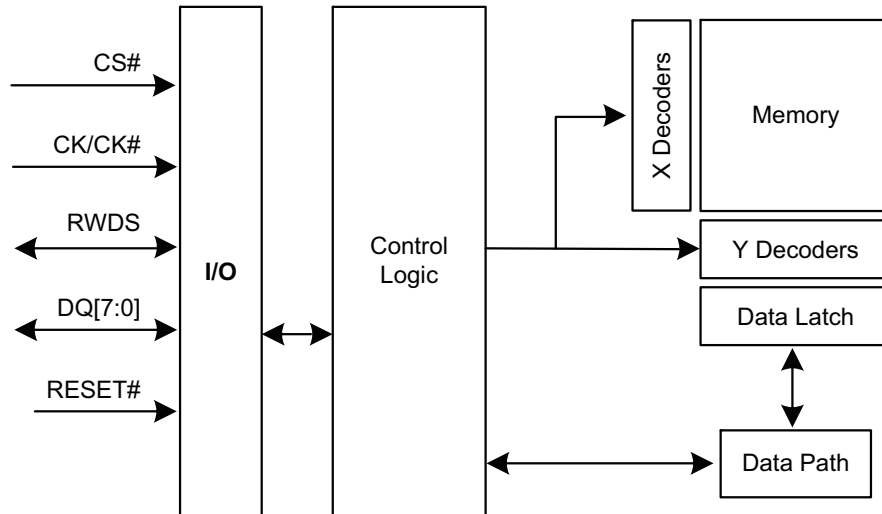 CS#
CK/CK#
RWDS
DQ[7:0]
RESET#
I/O
Control
Logic
X Decoders
Memory
Y Decoders
Data Latch
Data Path